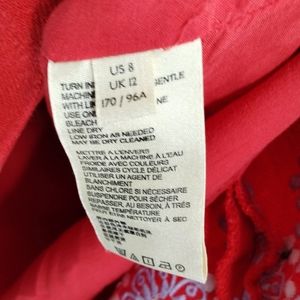 US 8
UK 12
170 / 96A
TURN IN GENTLE
MACHIN
WITH LI NE
USE ON
BLEACH
LINE DRY
LOW IRON AS NEEDED
MAY BE DRY CLEANED
METTRE A L'ENVERS
LAVER À LA MACHINE À L'EAU
FROIDE AVEC COULEURS
SIMILAIRES CYCLE DÉLICAT
UTILISER UN AGENT DE
BLANCHIMENT
SANS CHLORE SI NÉCESSAIRE
SUSPENDRE POUR SÉCHER
REPASSER, AU BESOIN, À TRÈS
BASSE TEMPÉRATURE
PEUT ÊTRE NETTOYER À SEC